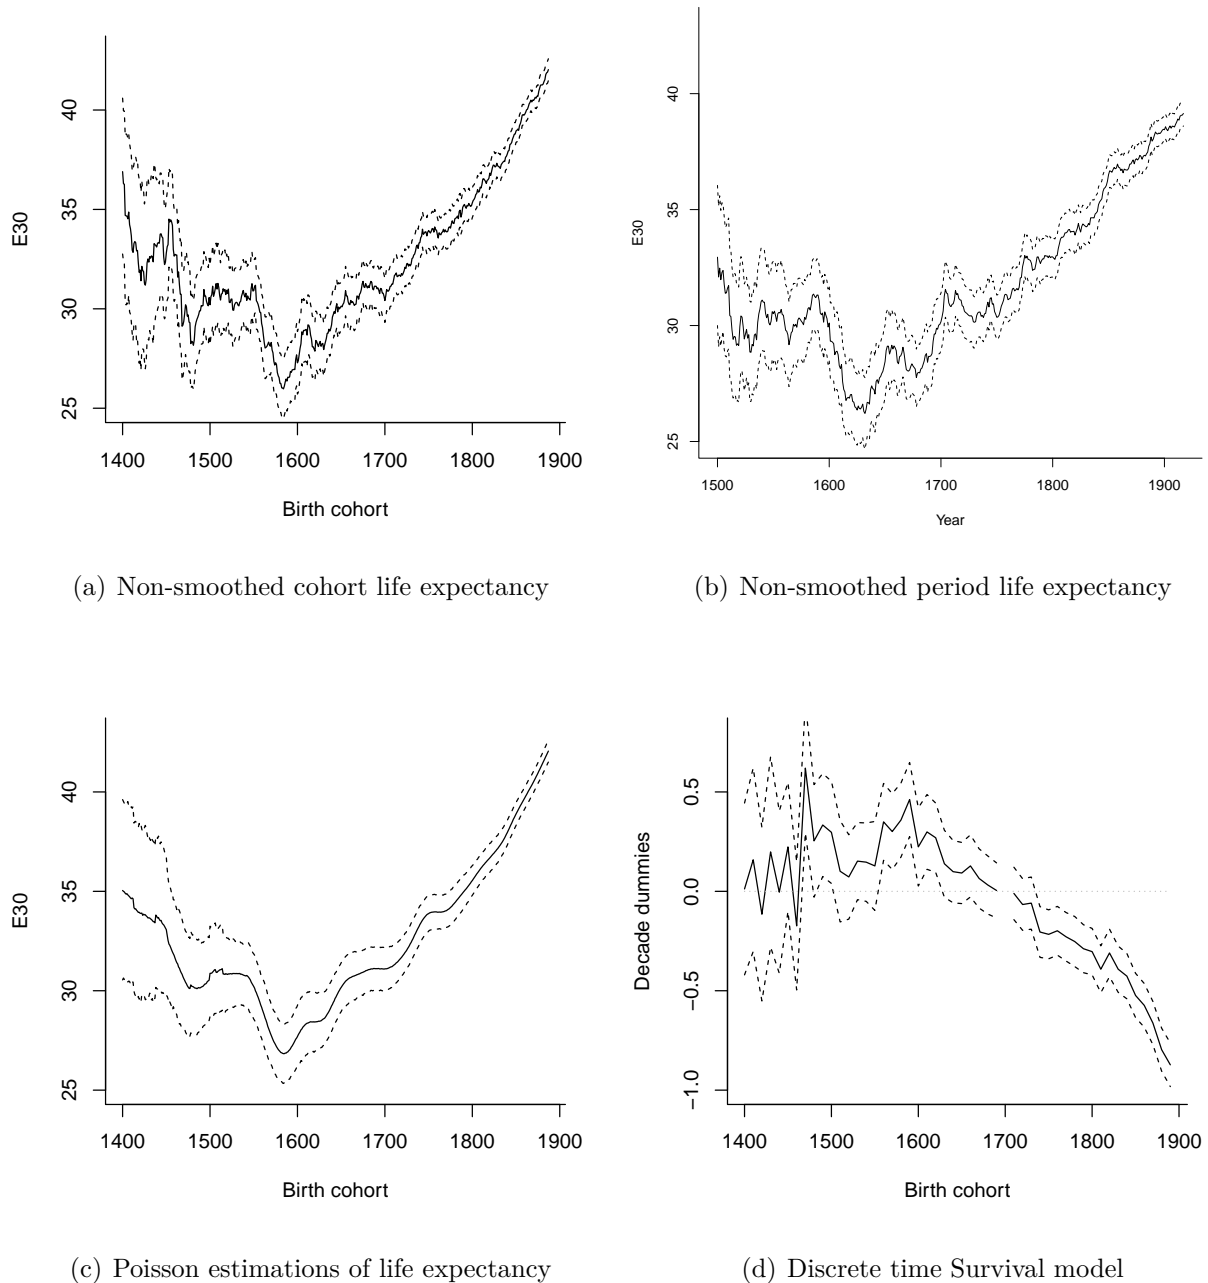 E30
40
35
30
25
1400 1500 1600 1700 1800 1900
Birth cohort
(a) Non-smoothed cohort life expectancy
E30
40
35
30
25
1500 1600 1700 1800 1900
Year
(b) Non-smoothed period life expectancy
E30
40
35
30
25
1400 1500 1600 1700 1800 1900
Birth cohort
(c) Poisson estimations of life expectancy
Decade dummies
0.5
0.0
−0.5
−1.0
1400 1500 1600 1700 1800 1900
Birth cohort
(d) Discrete time Survival model